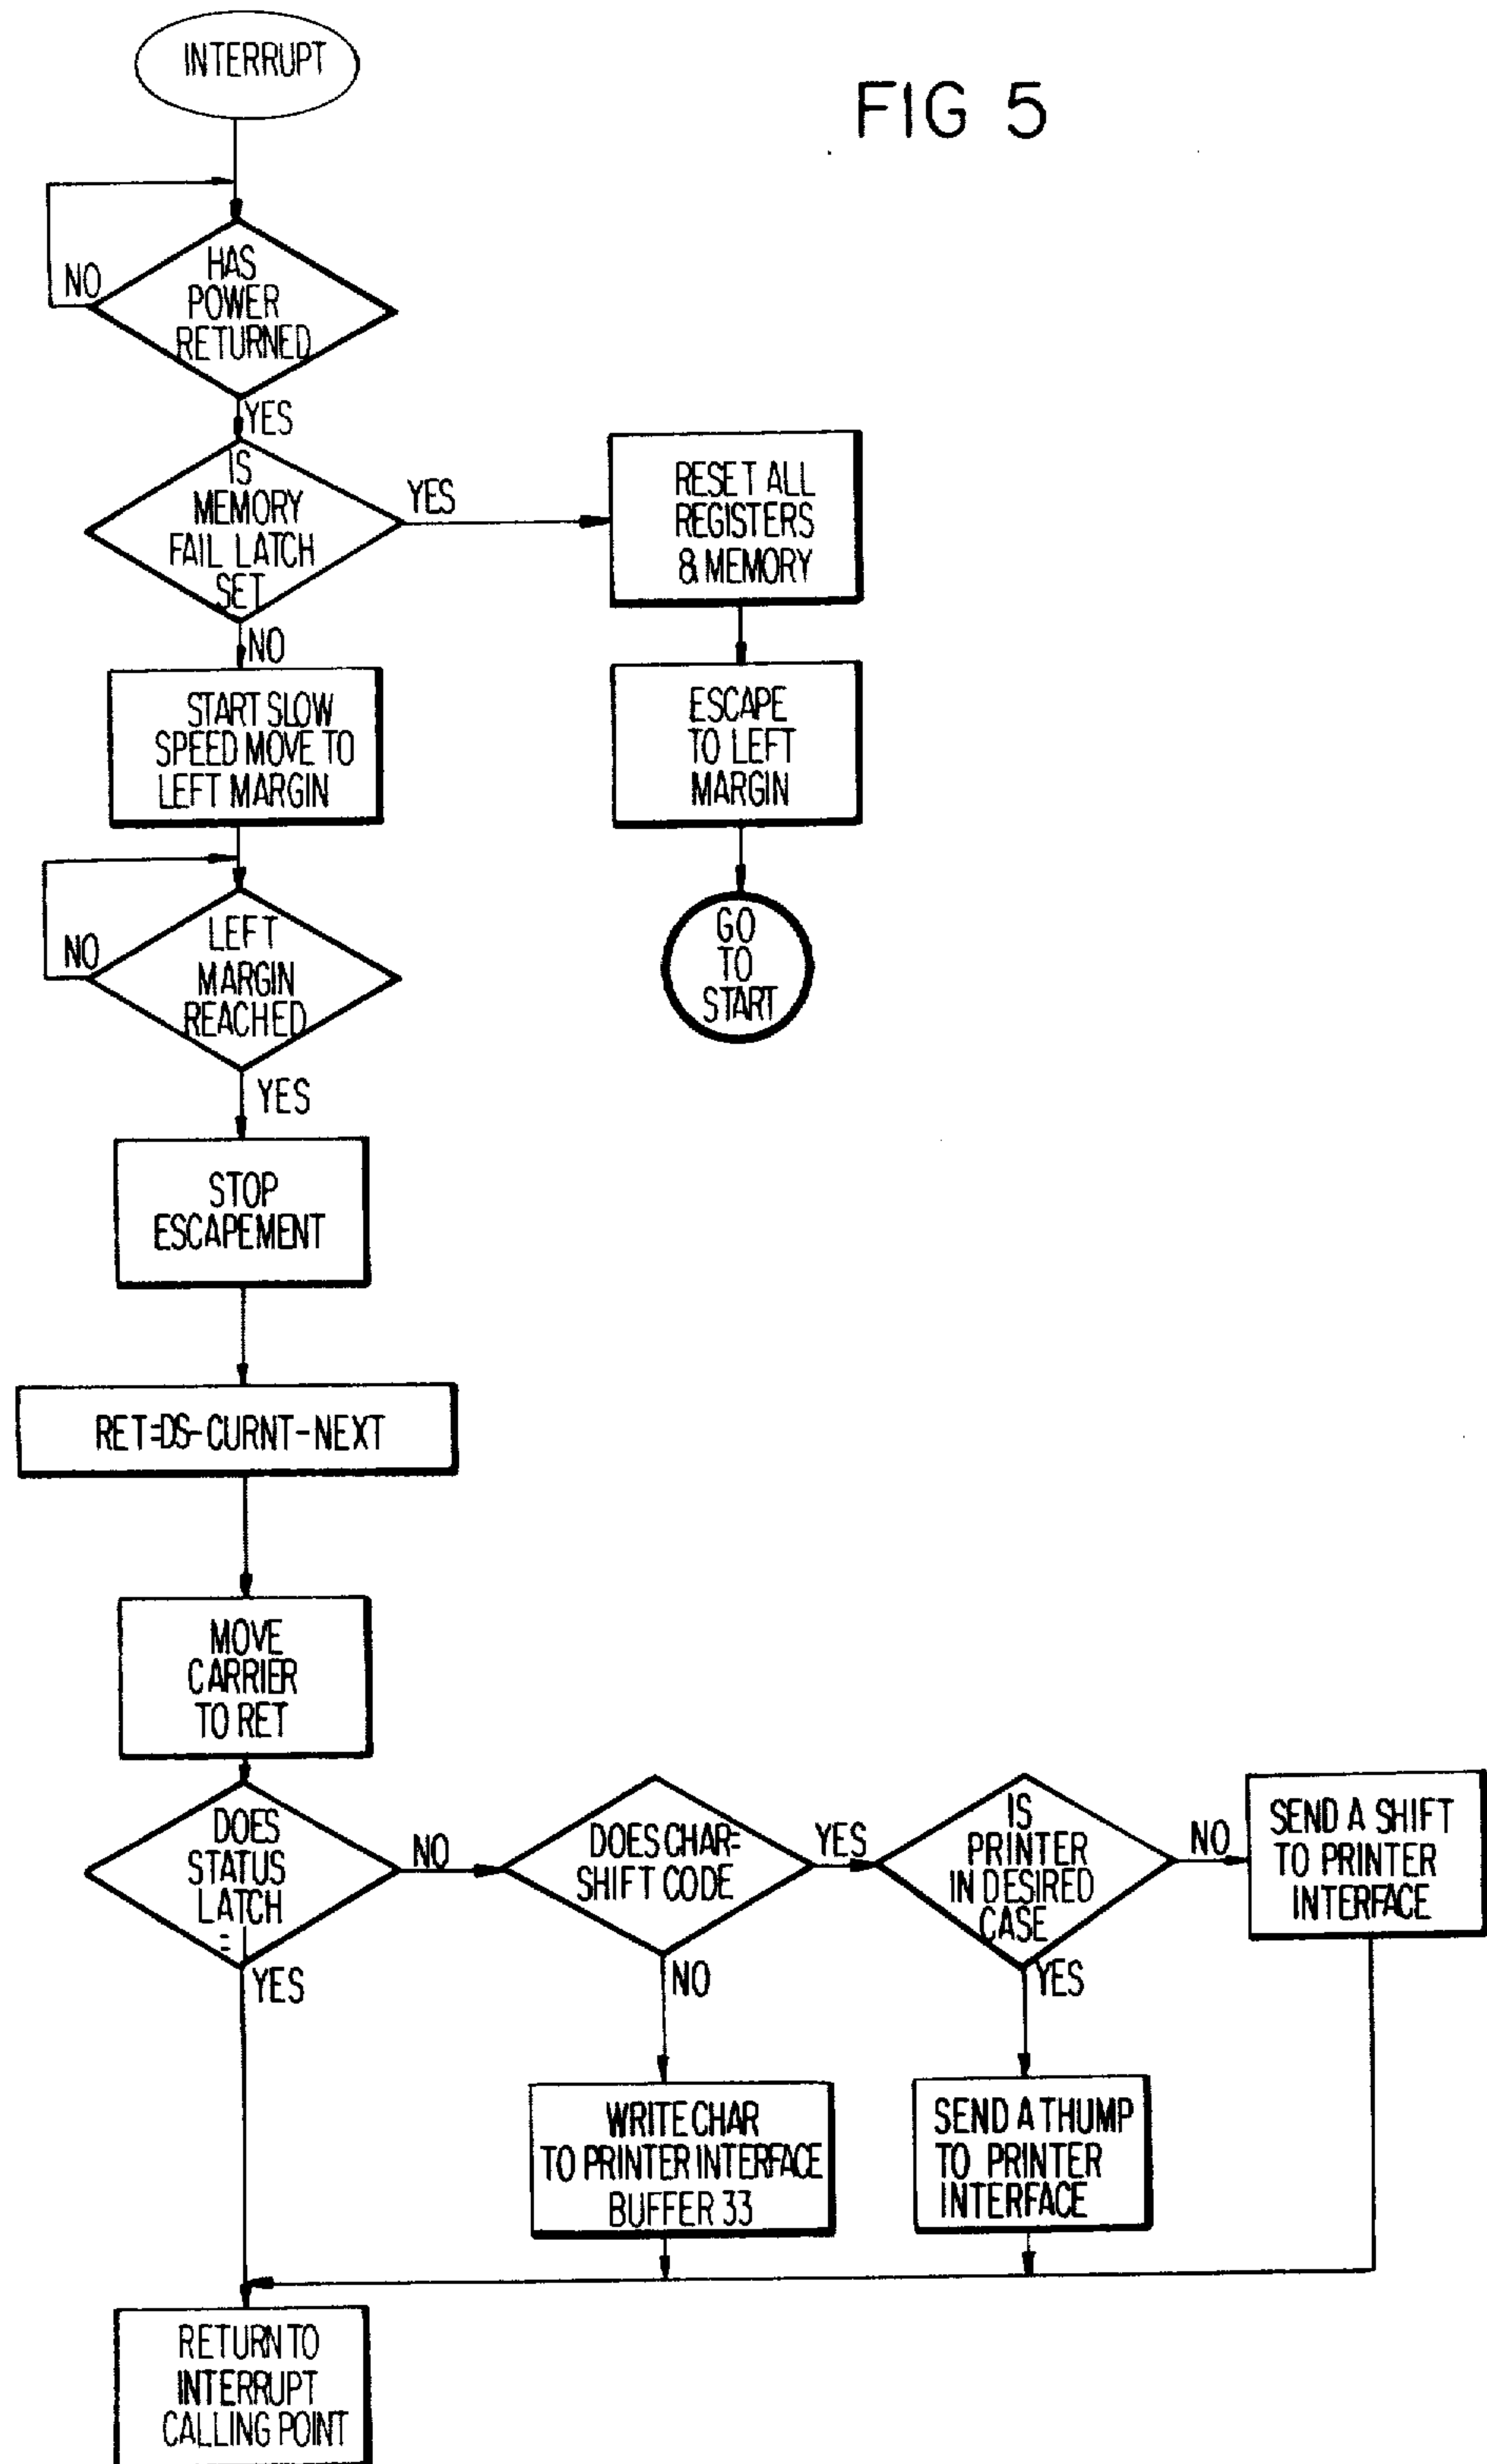 INTERRUPT
FIG 5
HAS
POWER
RETURNED
NO
YES
IS
MEMORY
FAIL LATCH
SET
YES
RESET ALL
REGISTERS
& MEMORY
NO
START SLOW
SPEED MOVE TO
LEFT MARGIN
ESCAPE
TO LEFT
MARGIN
LEFT
MARGIN
REACHED
NO
GO
TO
START
YES
STOP
ESCAPEMENT
RET=DS-CURNT-NEXT
MOVE
CARRIER
TO RET
DOES
STATUS
LATCH
=
NO
DOES CHAR=
SHIFT CODE
YES
IS
PRINTER
IN DESIRED
CASE
NO
SEND A SHIFT
TO PRINTER
INTERFACE
YES
NO
YES
WRITE CHAR
TO PRINTER INTERFACE
BUFFER 33
SEND A THUMP
TO PRINTER
INTERFACE
RETURN TO
INTERRUPT
CALLING POINT